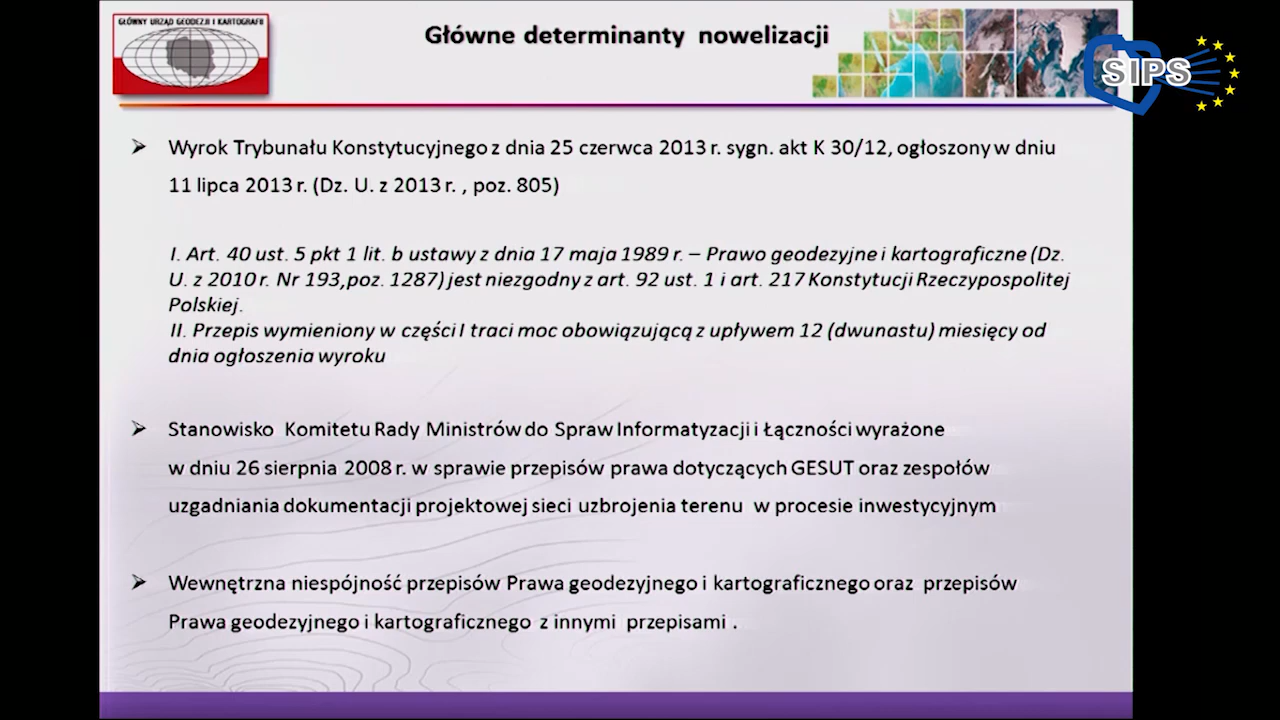 GŁÓWNY URZĄD GEODEZJI I KARTOGRAFII
Główne determinanty nowelizacji
SIPS
Wyrok Trybunału Konstytucyjnego z dnia 25 czerwca 2013 r. sygn. akt K 30/12, ogłoszony w dniu
11 lipca 2013 r. (Dz. U. z 2013 r. , poz. 805)
I. Art. 40 ust. 5 pkt 1 lit. b ustawy z dnia 17 maja 1989 r. – Prawo geodezyjne i kartograficzne (Dz.
U. z 2010 r. Nr 193,poz. 1287) jest niezgodny z art. 92 ust. 1 i art. 217 Konstytucji Rzeczypospolitej
Polskiej.
II. Przepis wymieniony w części I traci moc obowiązującą z upływem 12 (dwunastu) miesięcy od
dnia ogłoszenia wyroku
Stanowisko Komitetu Rady Ministrów do Spraw Informatyzacji i Łączności wyrażone
w dniu 26 sierpnia 2008 r. w sprawie przepisów prawa dotyczących GESUT oraz zespołów
uzgadniania dokumentacji projektowej sieci uzbrojenia terenu w procesie inwestycyjnym
Wewnętrzna niespójność przepisów Prawa geodezyjnego i kartograficznego oraz przepisów
Prawa geodezyjnego i kartograficznego z innymi przepisami .